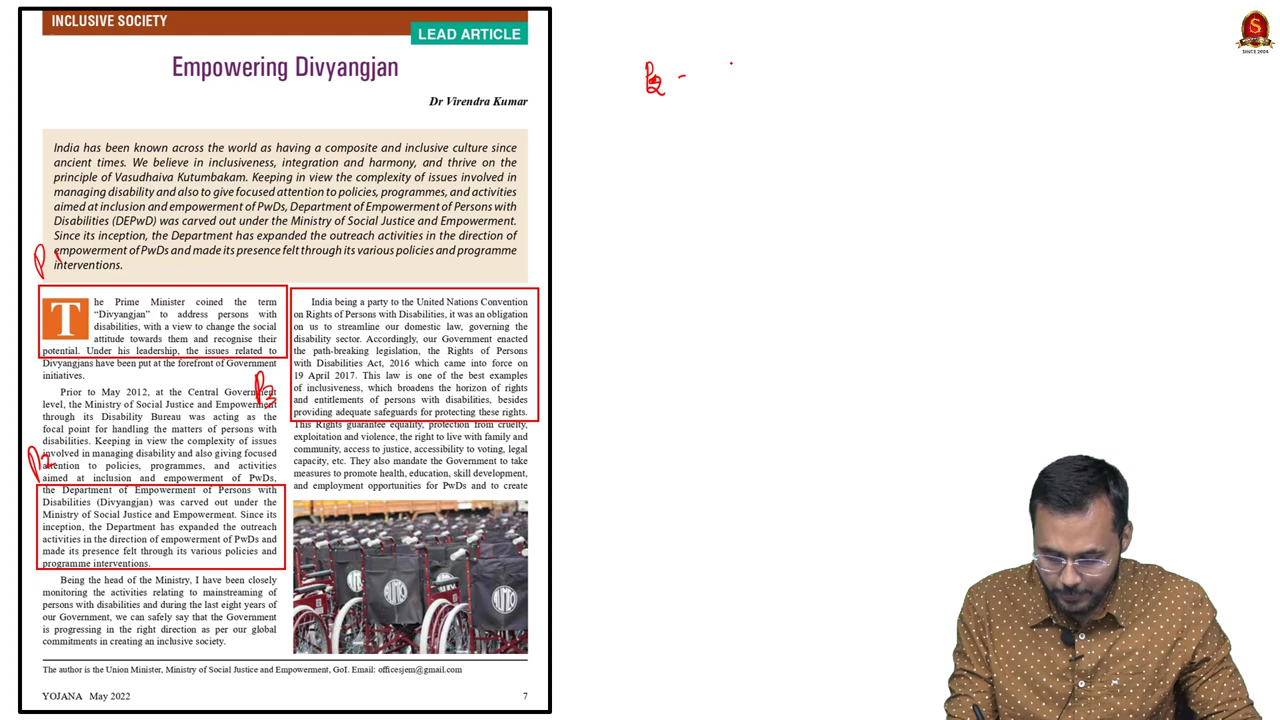 INCLUSIVE SOCIETY
LEAD ARTICLE
Empowering Divyangjan
Dr Virendra Kumar
India has been known across the world as having a composite and inclusive culture since
ancient times. We believe in inclusiveness, integration and harmony, and thrive on the
principle of Vasudhaiva Kutumbakam. Keeping in view the complexity of issues involved in
managing disability and also to give focused attention to policies, programmes, and activities
aimed at inclusion and empowerment of PwDs, Department of Empowerment of Persons with
Disabilities (DEPwD) was carved out under the Ministry of Social Justice and Empowerment.
Since its inception, the Department has expanded the outreach activities in the direction of
empowerment of PwDs and made its presence felt through its various policies and programme
interventions.
P1
The Prime Minister coined the term
“Divyangjan” to address persons with
disabilities, with a view to change the social
attitude towards them and recognise their
potential. Under his leadership, the issues related to
Divyangjans have been put at the forefront of Government
initiatives.
Prior to May 2012, at the Central Government
level, the Ministry of Social Justice and Empowerment
through its Disability Bureau was acting as the
focal point for handling the matters of persons with
disabilities. Keeping in view the complexity of issues
involved in managing disability and also giving focused
attention to policies, programmes, and activities
aimed at inclusion and empowerment of PwDs,
the Department of Empowerment of Persons with
Disabilities (Divyangjan) was carved out under the
Ministry of Social Justice and Empowerment. Since its
inception, the Department has expanded the outreach
activities in the direction of empowerment of PwDs and
made its presence felt through its various policies and
programme interventions.
P2
Being the head of the Ministry, I have been closely
monitoring the activities relating to mainstreaming of
persons with disabilities and during the last eight years of
our Government, we can safely say that the Government
is progressing in the right direction as per our global
commitments in creating an inclusive society.
P3
India being a party to the United Nations Convention
on Rights of Persons with Disabilities, it was an obligation
on us to streamline our domestic law, governing the
disability sector. Accordingly, our Government enacted
the path-breaking legislation, the Rights of Persons
with Disabilities Act, 2016 which came into force on
19 April 2017. This law is one of the best examples
of inclusiveness, which broadens the horizon of rights
and entitlements of persons with disabilities, besides
providing adequate safeguards for protecting these rights.
This Rights guarantee equality, protection from cruelty,
exploitation and violence, the right to live with family and
community, access to justice, accessibility to voting, legal
capacity, etc. They also mandate the Government to take
measures to promote health, education, skill development,
and employment opportunities for PwDs and to create
The author is the Union Minister, Ministry of Social Justice and Empowerment, GoI. Email: officesjem@gmail.com
YOJANA May 2022
7
S
SINCE 2004